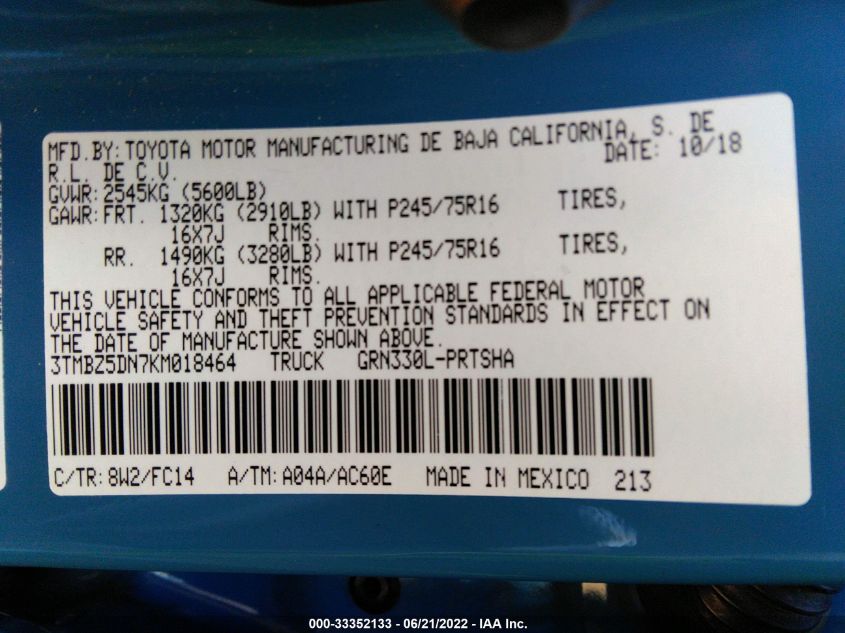 MFD.BY:TOYOTA MOTOR MANUFACTURING DE BAJA CALIFORNIA, S. DE
R.L. DE C.V. DATE: 10/18
GVWR:2545KG (5600LB)
GAWR:FRT. 1320KG (2910LB) WITH P245/75R16 TIRES,
16X7J RIMS.
RR. 1490KG (3280LB) WITH P245/75R16 TIRES,
16X7J RIMS.
THIS VEHICLE CONFORMS TO ALL APPLICABLE FEDERAL MOTOR
VEHICLE SAFETY AND THEFT PREVENTION STANDARDS IN EFFECT ON
THE DATE OF MANUFACTURE SHOWN ABOVE.
3TMBZ5DN7KM018464 TRUCK GRN330L-PRTSHA
C/TR:8W2/FC14 A/TM:A04A/AC60E MADE IN MEXICO 213
000-33352133 - 06/21/2022 - IAA Inc.